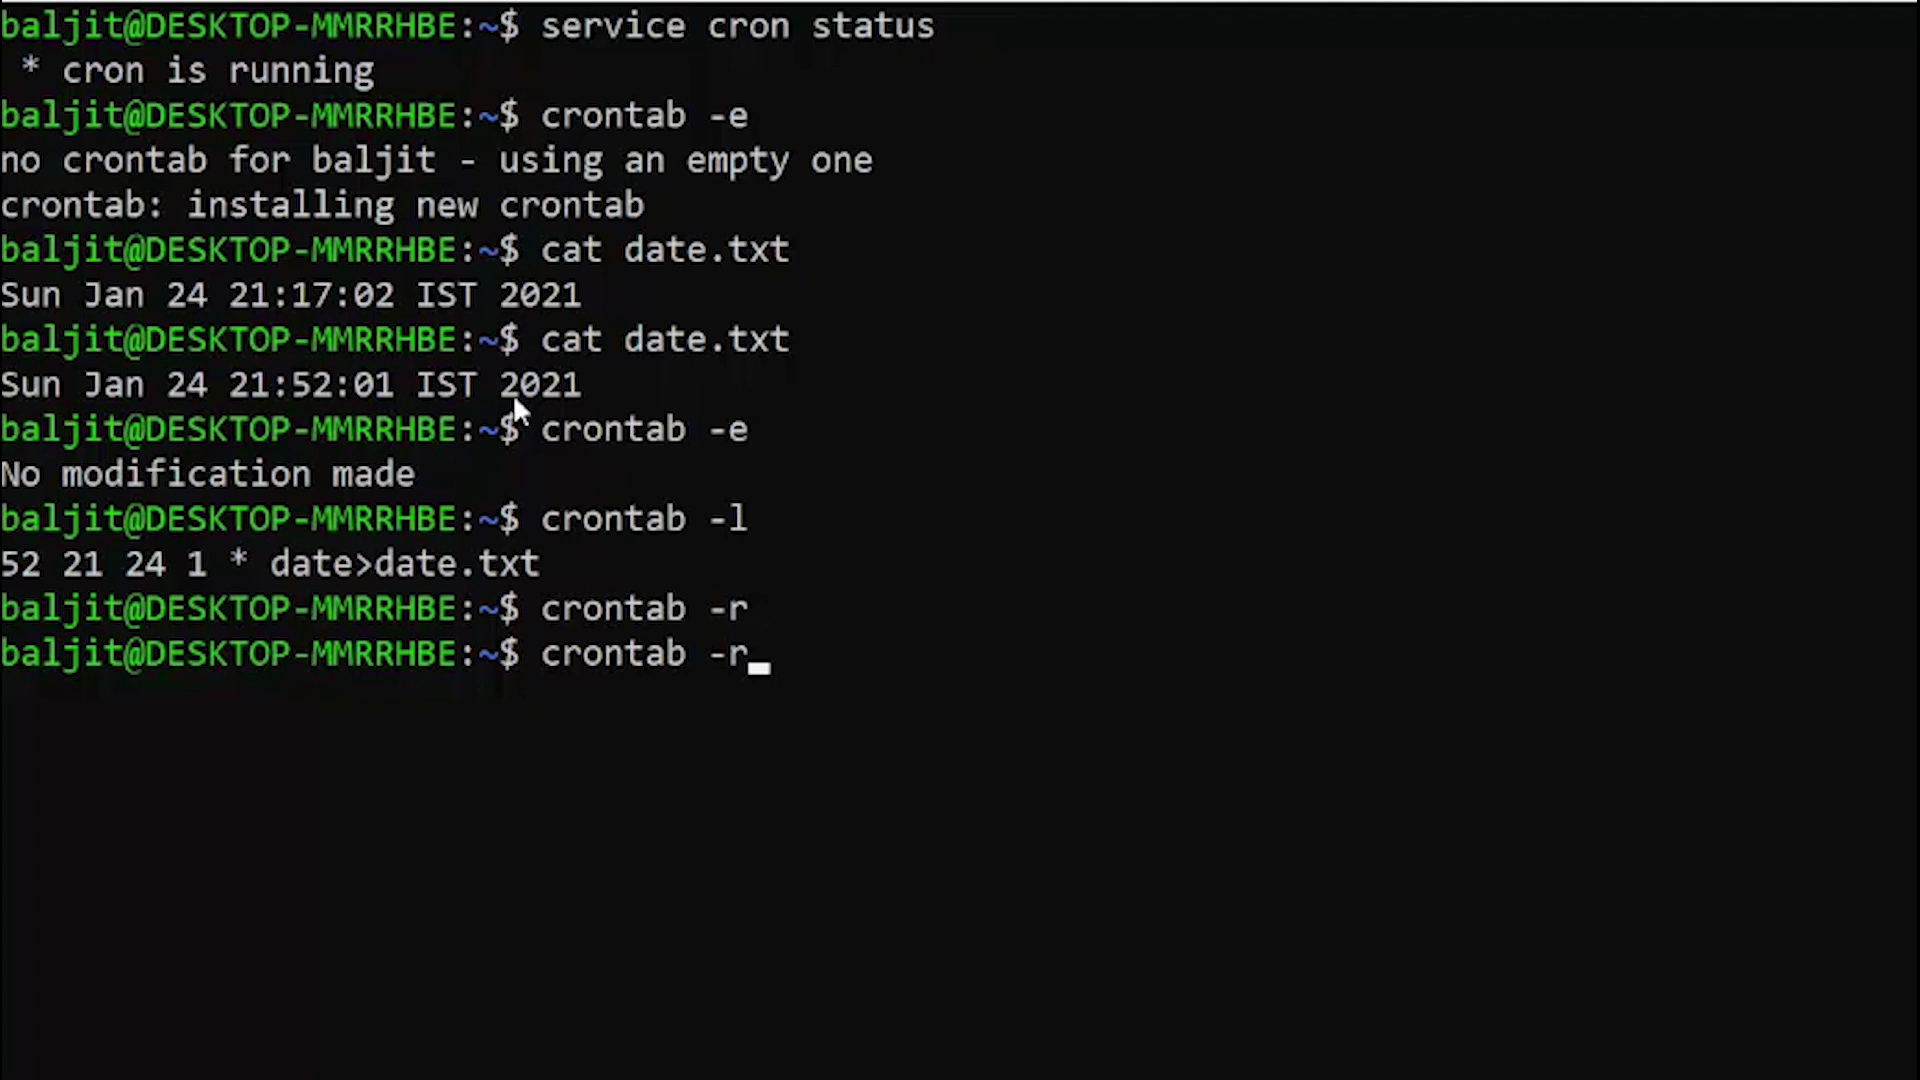 baljit@DESKTOP-MMRRHBE:~$ service cron status
 * cron is running
baljit@DESKTOP-MMRRHBE:~$ crontab -e
no crontab for baljit - using an empty one
crontab: installing new crontab
baljit@DESKTOP-MMRRHBE:~$ cat date.txt
Sun Jan 24 21:17:02 IST 2021
baljit@DESKTOP-MMRRHBE:~$ cat date.txt
Sun Jan 24 21:52:01 IST 2021
baljit@DESKTOP-MMRRHBE:~$ crontab -e
No modification made
baljit@DESKTOP-MMRRHBE:~$ crontab -l
52 21 24 1 * date>date.txt
baljit@DESKTOP-MMRRHBE:~$ crontab -r
baljit@DESKTOP-MMRRHBE:~$ crontab -r